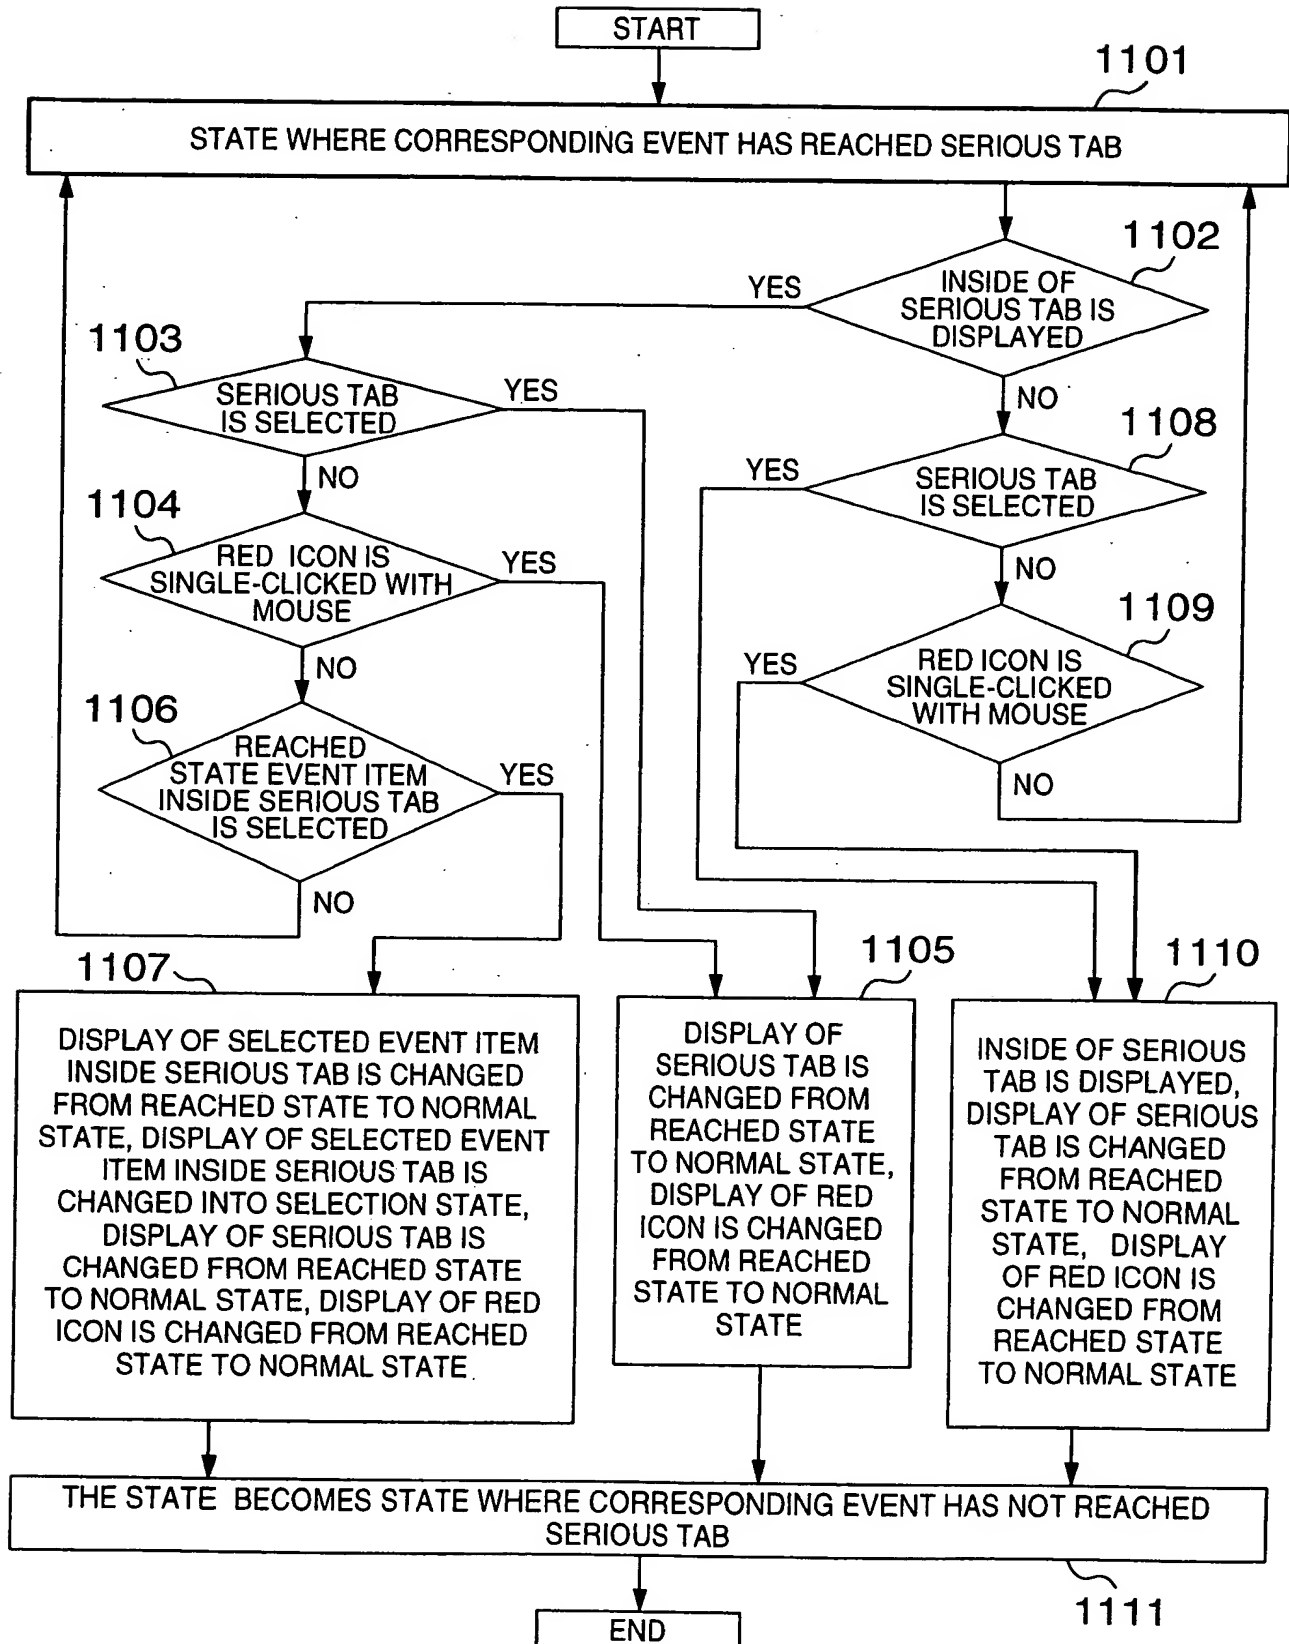 START
1101
STATE WHERE CORRESPONDING EVENT HAS REACHED SERIOUS TAB
1102
INSIDE OF
SERIOUS TAB IS
DISPLAYED
YES
NO
1103
SERIOUS TAB
IS SELECTED
YES
NO
1108
SERIOUS TAB
IS SELECTED
YES
NO
1104
RED ICON IS
SINGLE-CLICKED WITH
MOUSE
YES
NO
1109
RED ICON IS
SINGLE-CLICKED
WITH MOUSE
YES
NO
1106
REACHED
STATE EVENT ITEM
INSIDE SERIOUS TAB
IS SELECTED
YES
NO
1107
DISPLAY OF SELECTED EVENT ITEM
INSIDE SERIOUS TAB IS CHANGED
FROM REACHED STATE TO NORMAL
STATE, DISPLAY OF SELECTED EVENT
ITEM INSIDE SERIOUS TAB IS
CHANGED INTO SELECTION STATE,
DISPLAY OF SERIOUS TAB IS
CHANGED FROM REACHED STATE
TO NORMAL STATE, DISPLAY OF RED
ICON IS CHANGED FROM REACHED
STATE TO NORMAL STATE
1105
DISPLAY OF
SERIOUS TAB IS
CHANGED FROM
REACHED STATE
TO NORMAL STATE,
DISPLAY OF RED
ICON IS CHANGED
FROM REACHED
STATE TO NORMAL
STATE
1110
INSIDE OF SERIOUS
TAB IS DISPLAYED,
DISPLAY OF SERIOUS
TAB IS CHANGED
FROM REACHED
STATE TO NORMAL
STATE, DISPLAY
OF RED ICON IS
CHANGED FROM
REACHED STATE
TO NORMAL STATE
THE STATE BECOMES STATE WHERE CORRESPONDING EVENT HAS NOT REACHED
SERIOUS TAB
1111
END